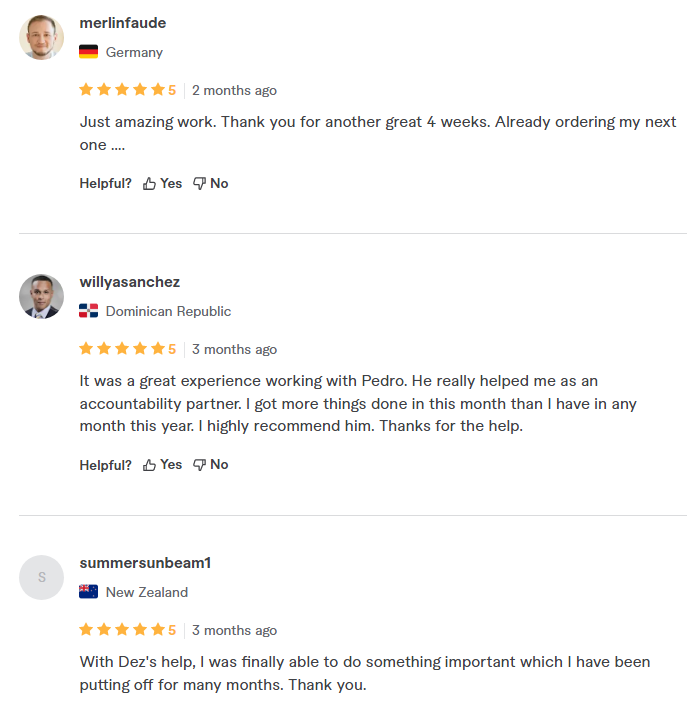 merlinfaude
Germany
5 | 2 months ago
Just amazing work. Thank you for another great 4 weeks. Already ordering my next
one ....
Helpful? Yes No
willyasanchez
Dominican Republic
5 | 3 months ago
It was a great experience working with Pedro. He really helped me as an
accountability partner. I got more things done in this month than I have in any
month this year. I highly recommend him. Thanks for the help.
Helpful? Yes No
S
summersunbeam1
New Zealand
5 | 3 months ago
With Dez's help, I was finally able to do something important which I have been
putting off for many months. Thank you.